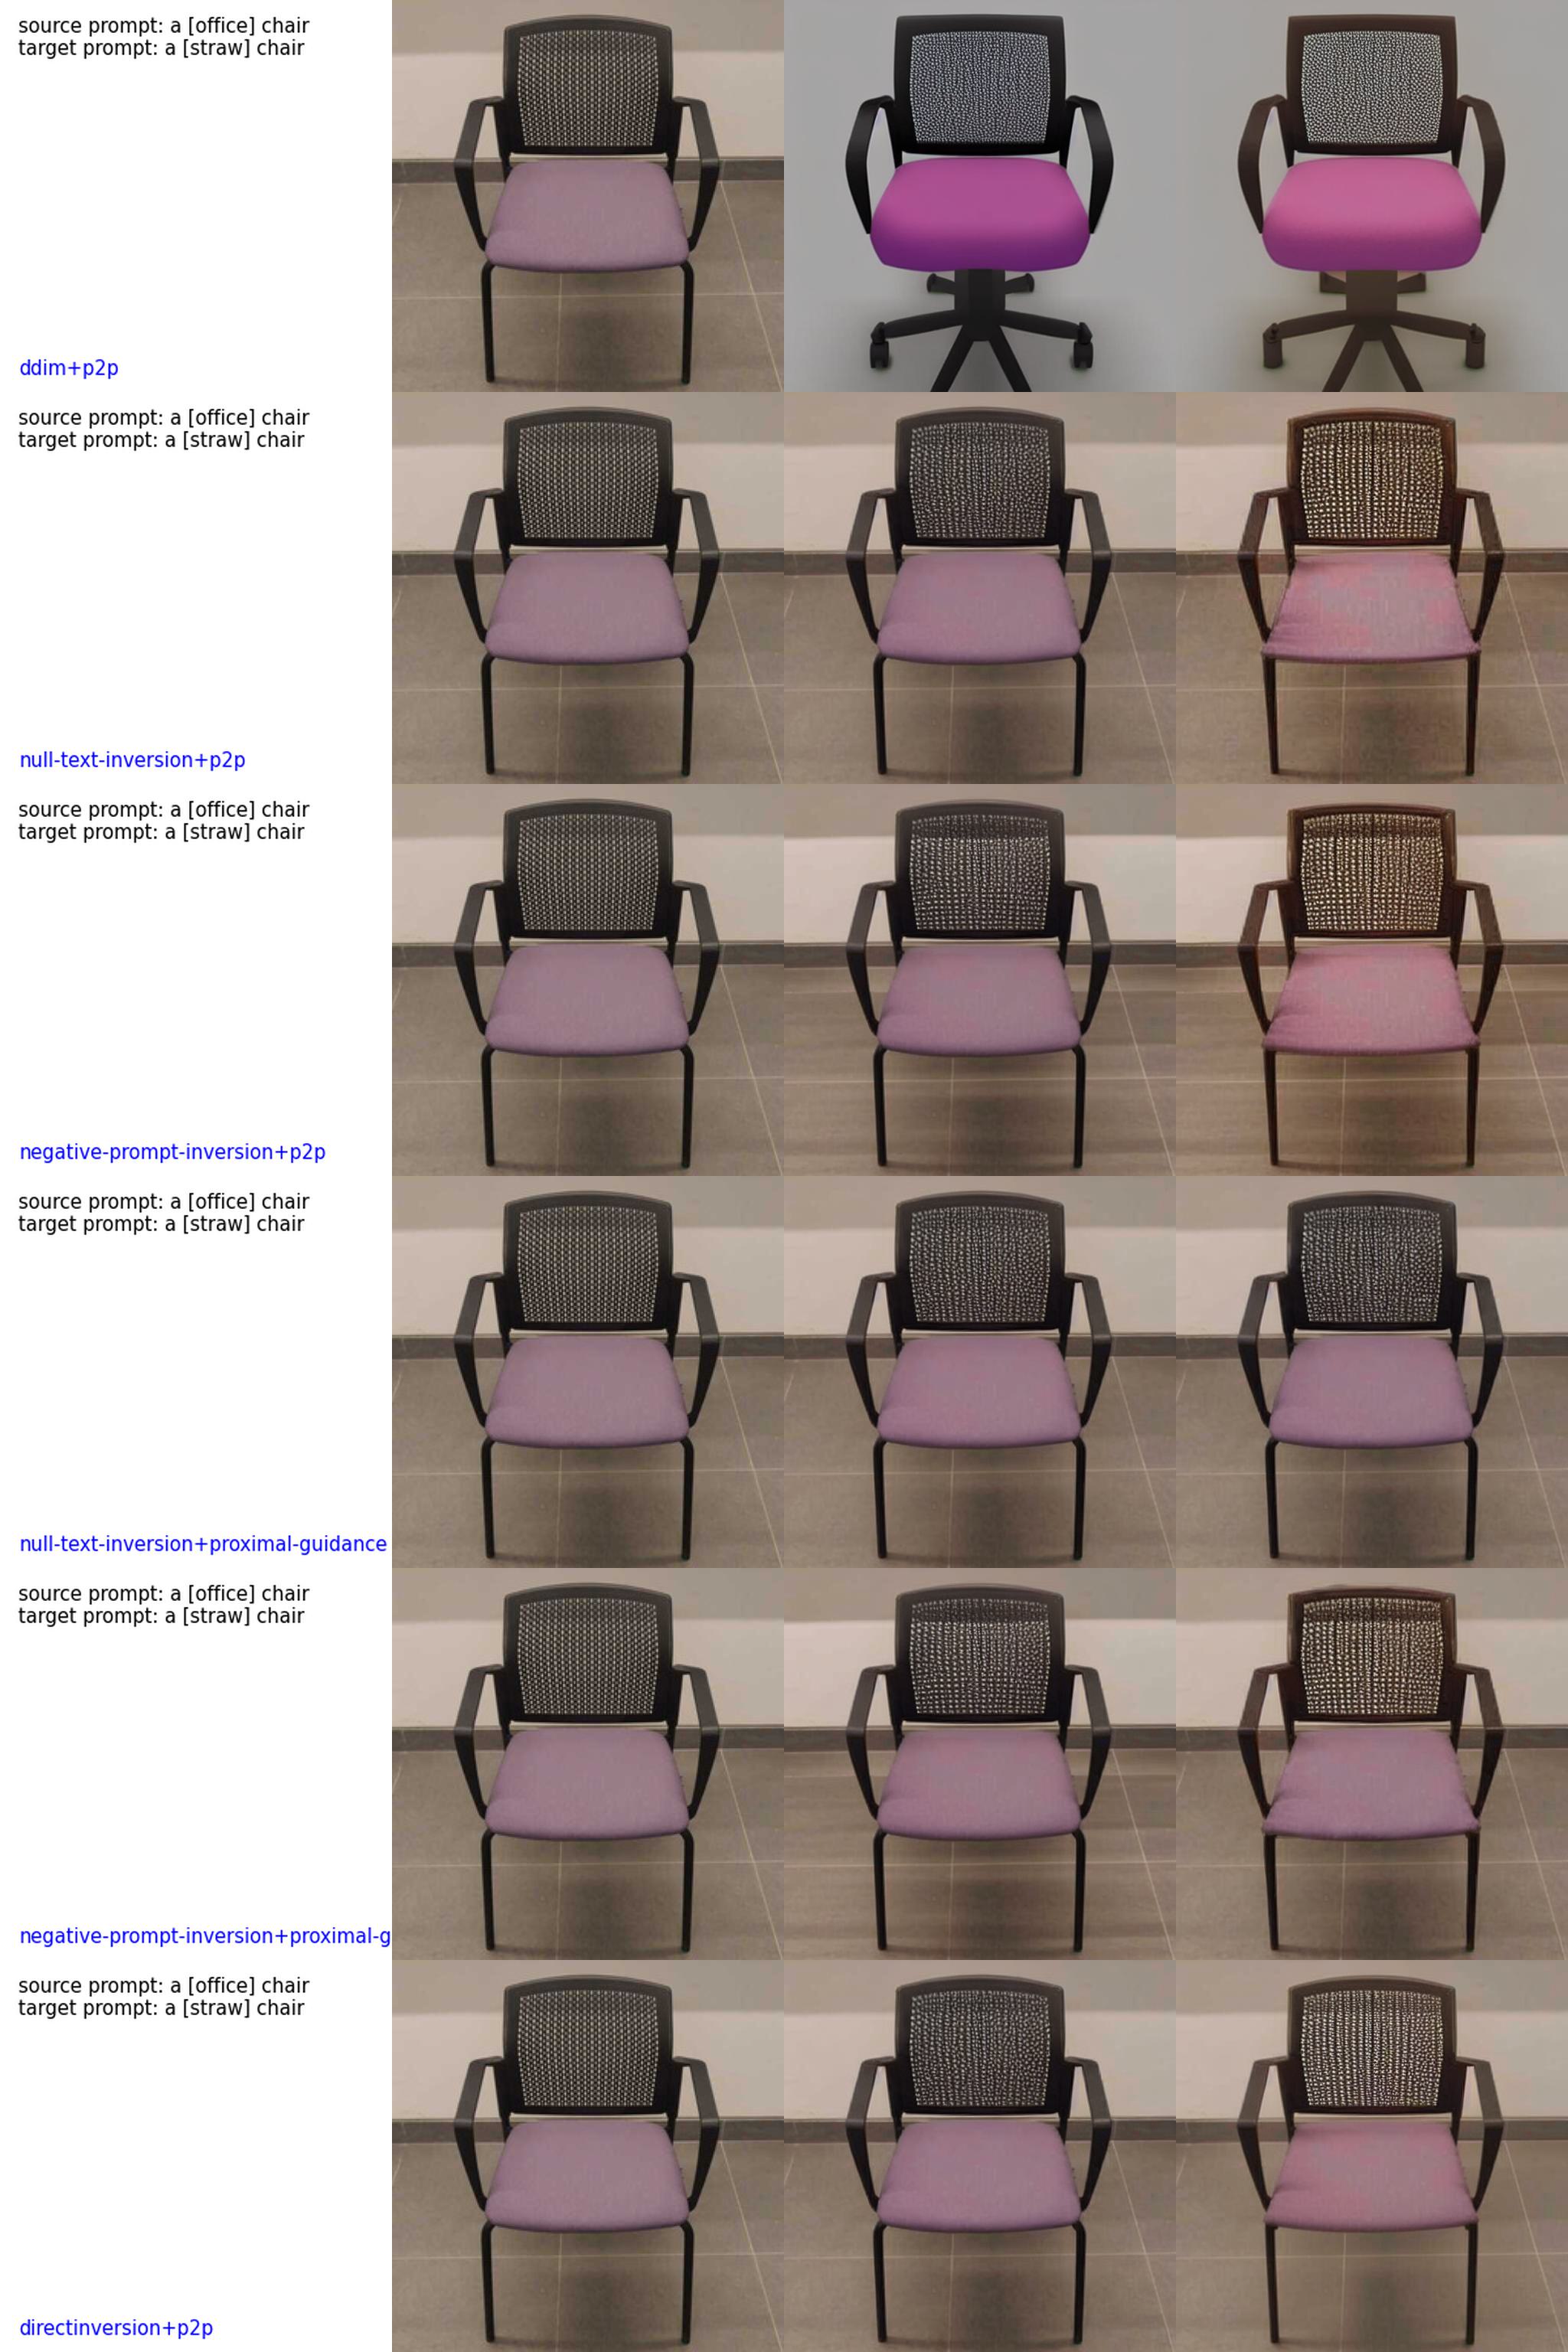 source prompt: a [office] chair
target prompt: a [straw] chair
ddim+p2p
source prompt: a [office] chair
target prompt: a [straw] chair
null-text-inversion+p2p
source prompt: a [office] chair
target prompt: a [straw] chair
negative-prompt-inversion+p2p
source prompt: a [office] chair
target prompt: a [straw] chair
null-text-inversion+proximal-guidance
source prompt: a [office] chair
target prompt: a [straw] chair
negative-prompt-inversion+proximal-g
source prompt: a [office] chair
target prompt: a [straw] chair
directinversion+p2p